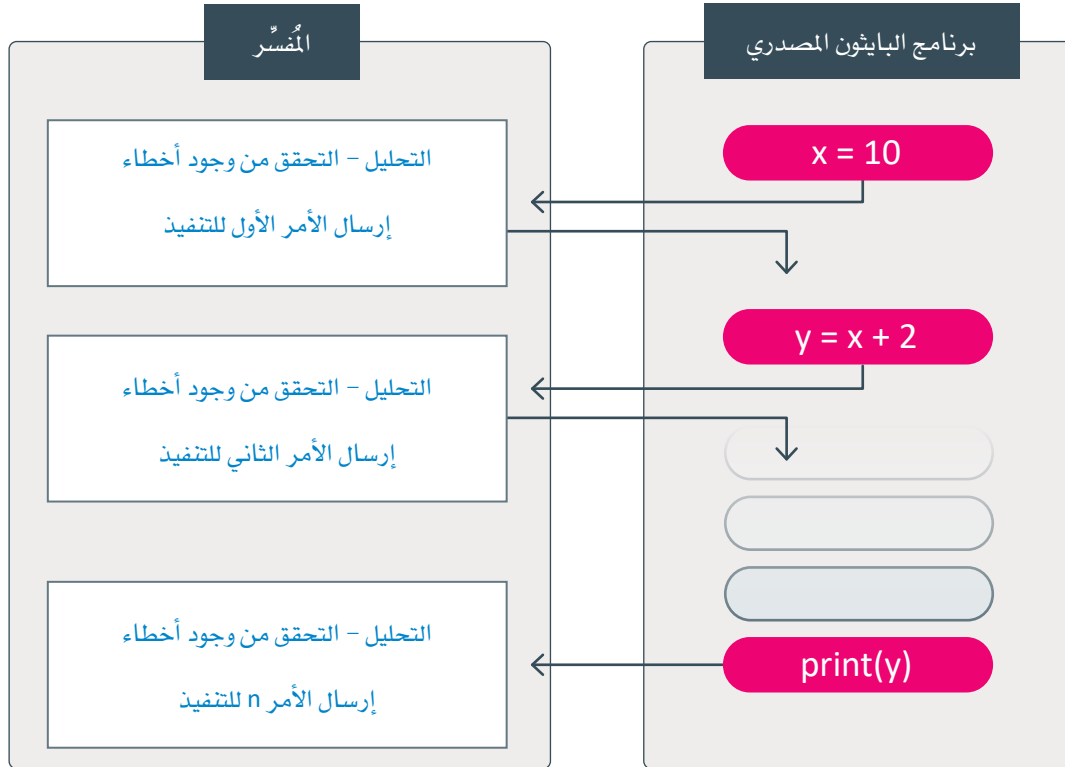 برنامج البايثون المصدري
x = 10
y = x + 2
print(y)
المُفسِّر
التحليل – التحقق من وجود أخطاء
إرسال الأمر الأول للتنفيذ
التحليل – التحقق من وجود أخطاء
إرسال الأمر الثاني للتنفيذ
التحليل – التحقق من وجود أخطاء
إرسال الأمر n للتنفيذ